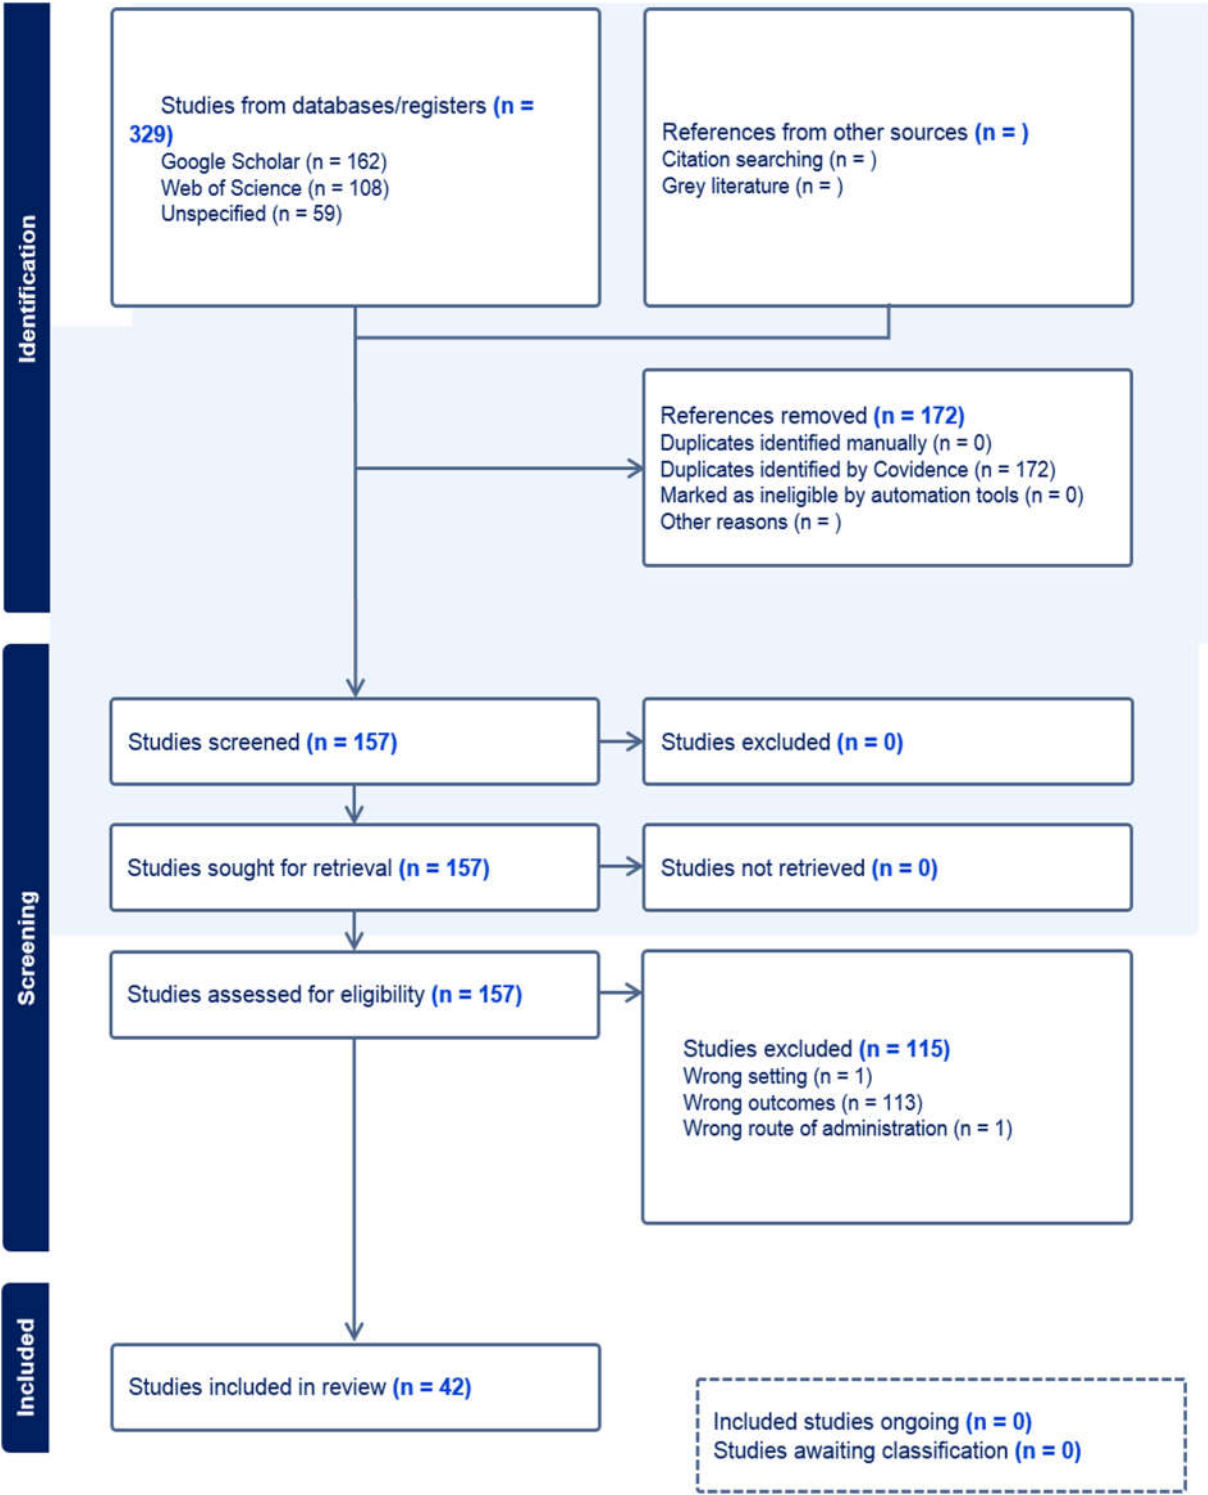 Identification
Studies from databases/registers (n =
329)
Google Scholar (n = 162)
Web of Science (n = 108)
Unspecified (n = 59)
References from other sources (n = )
Citation searching (n = )
Grey literature (n = )
References removed (n = 172)
Duplicates identified manually (n = 0)
Duplicates identified by Covidence (n = 172)
Marked as ineligible by automation tools (n = 0)
Other reasons (n = )
Screening
Studies screened (n = 157)
Studies excluded (n = 0)
Studies sought for retrieval (n = 157)
Studies not retrieved (n = 0)
Studies assessed for eligibility (n = 157)
Studies excluded (n = 115)
Wrong setting (n = 1)
Wrong outcomes (n = 113)
Wrong route of administration (n = 1)
Included
Studies included in review (n = 42)
Included studies ongoing (n = 0)
Studies awaiting classification (n = 0)